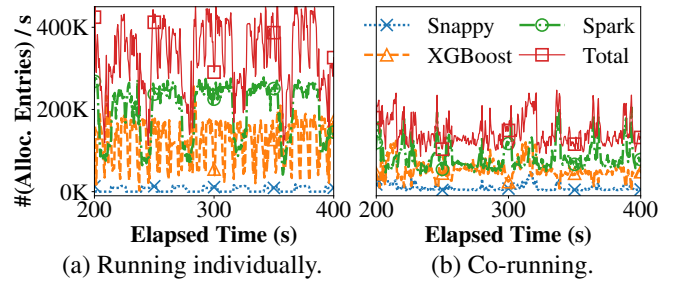 #(Alloc. Entries) / s
400K
200K
0K
200
300
400
Elapsed Time (s)
(a) Running individually.
Snappy
Spark
XGBoost
Total
200
300
400
Elapsed Time (s)
(b) Co-running.